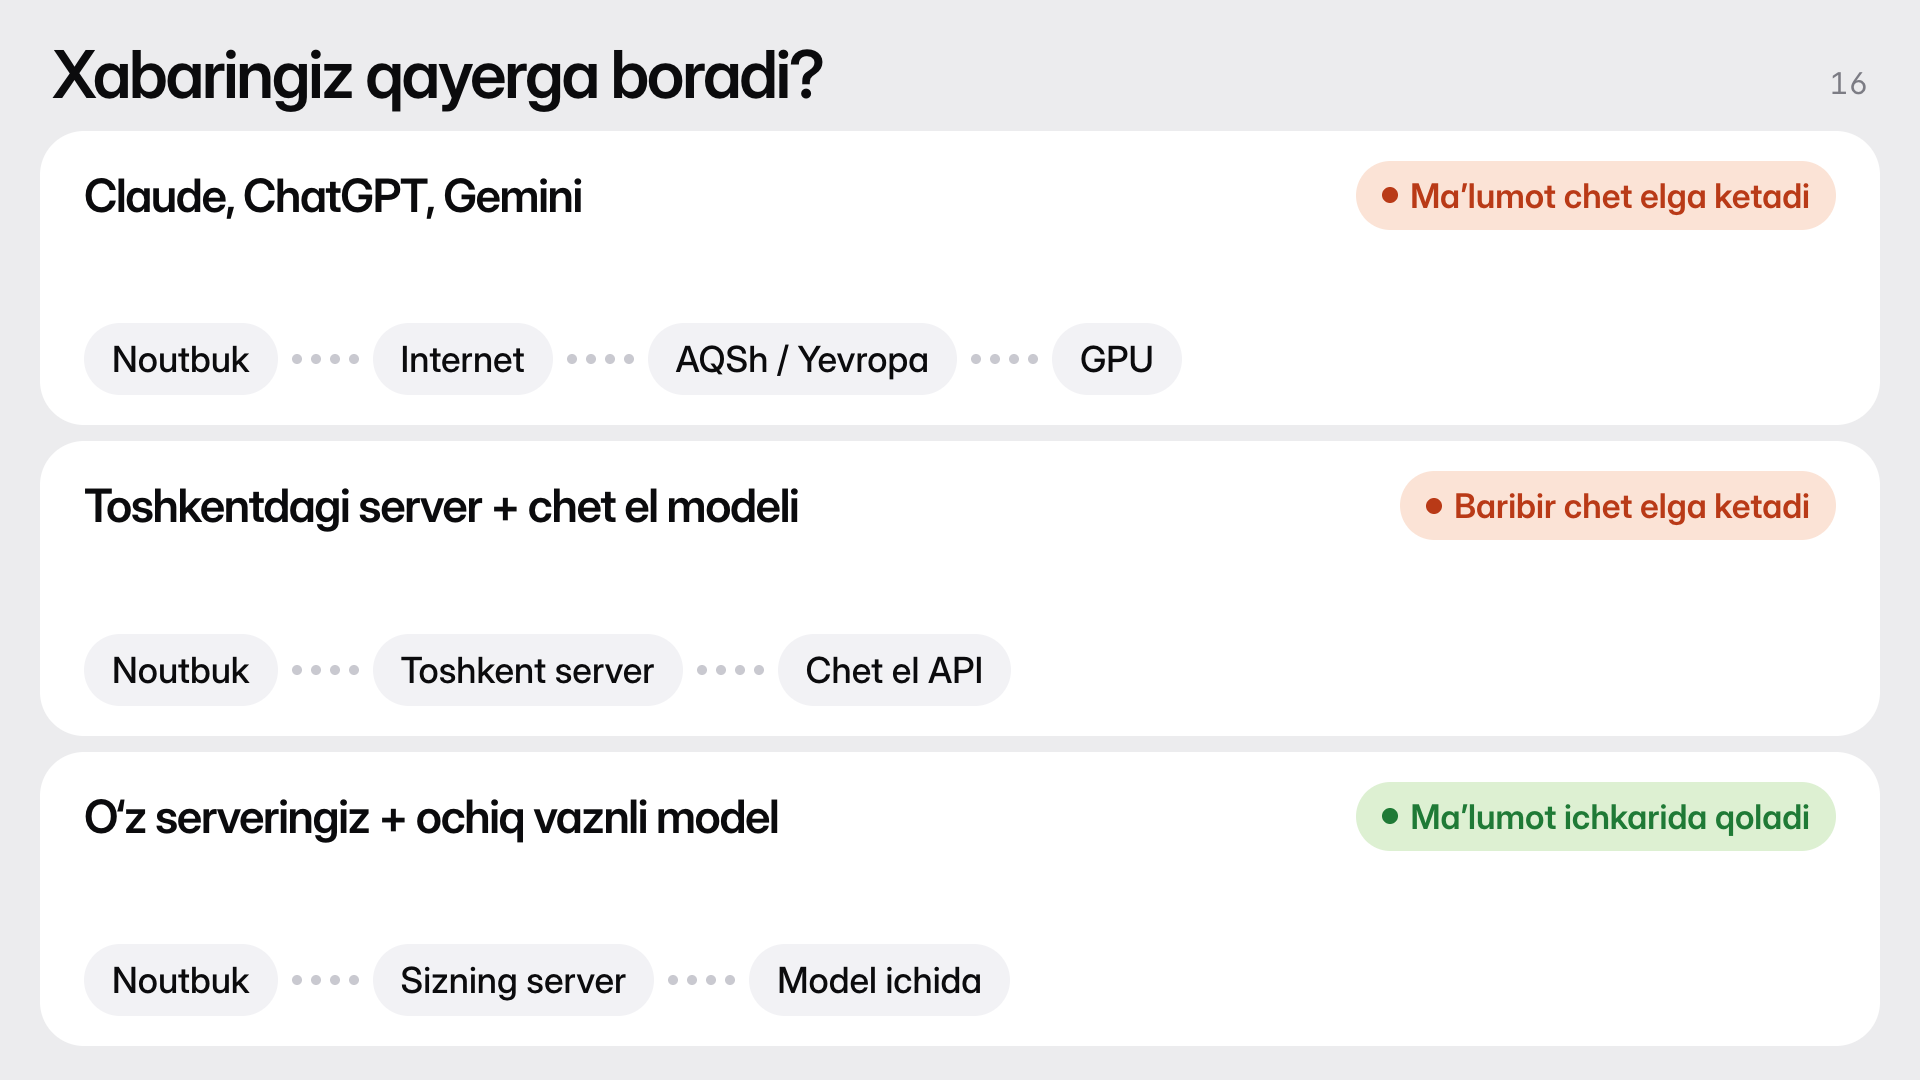 Xabaringiz qayerga boradi?
16
Claude, ChatGPT, Gemini
Ma’lumot chet elga ketadi
Noutbuk
Internet
AQSh / Yevropa
GPU
Toshkentdagi server + chet el modeli
Baribir chet elga ketadi
Noutbuk
Toshkent server
Chet el API
O‘z serveringiz + ochiq vaznli model
Ma’lumot ichkarida qoladi
Noutbuk
Sizning server
Model ichida